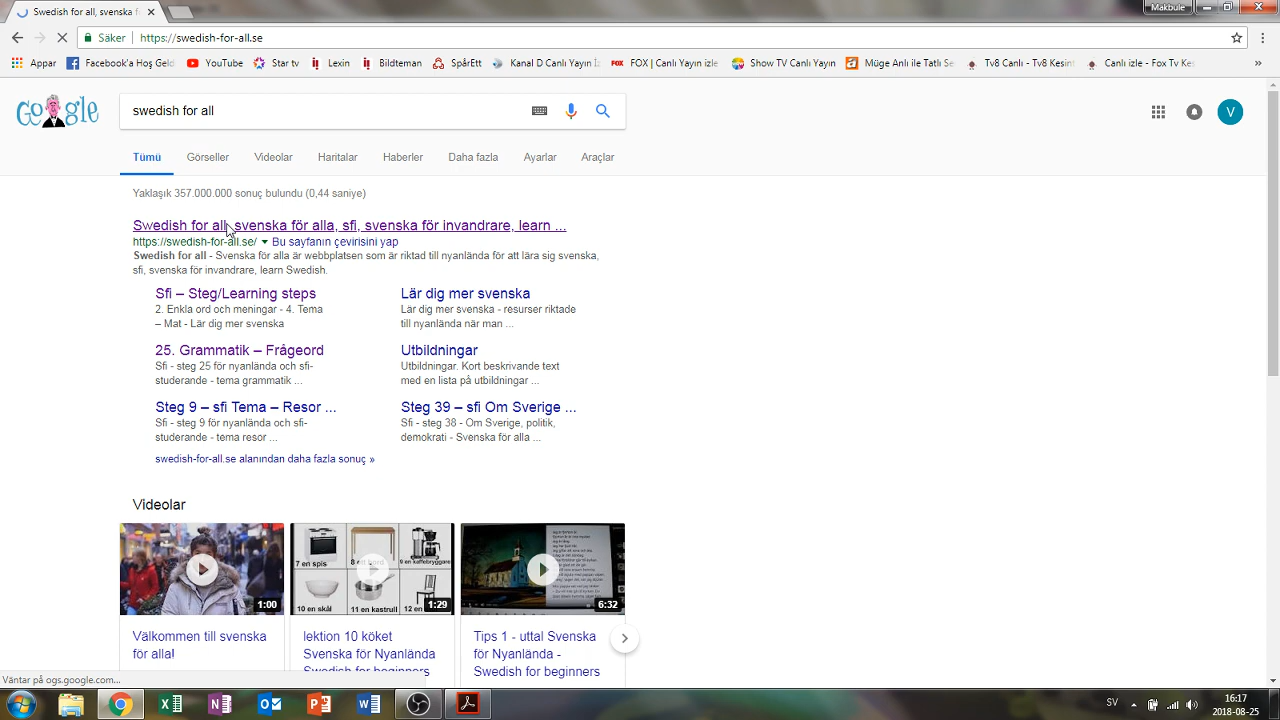 Swedish for all, svenska f
Makbule
Säker
https://swedish-for-all.se
Appar
Facebook'a Hoş Geld
YouTube
Star tv
Lexin
Bildteman
SpårEtt
Kanal D Canlı Yayın İz
FOX
FOX | Canlı Yayın izle
Show TV Canlı Yayın
Müge Anlı ile Tatlı Se
Tv8 Canlı - Tv8 Kesint
Canlı izle - Fox Tv Kes
swedish for all
V
Tümü
Görseller
Videolar
Haritalar
Haberler
Daha fazla
Ayarlar
Araçlar
Yaklaşık 357.000.000 sonuç bulundu (0,44 saniye)
Swedish for all, svenska för alla, sfi, svenska för invandrare, learn ...
https://swedish-for-all.se/ Bu sayfanın çevirisini yap
Swedish for all - Svenska för alla är webbplatsen som är riktad till nyanlända för att lära sig svenska,
sfi, svenska för invandrare, learn Swedish.
Sfi – Steg/Learning steps
2. Enkla ord och meningar - 4. Tema
– Mat - Lär dig mer svenska
Lär dig mer svenska
Lär dig mer svenska - resurser riktade
till nyanlända när man ...
25. Grammatik – Frågeord
Sfi - steg 25 för nyanlända och sfi-
studerande - tema grammatik ...
Utbildningar
Utbildningar. Kort beskrivande text
med en lista på utbildningar ...
Steg 9 – sfi Tema – Resor ...
Sfi - steg 9 för nyanlända och sfi-
studerande - tema resor ...
Steg 39 – sfi Om Sverige ...
Sfi - steg 38 - Om Sverige, politik,
demokrati - Svenska för alla ...
swedish-for-all.se alanından daha fazla sonuç »
Videolar
1:00
7 en spis
9 en kaffebryggare
10 en skål
11 en kastrull
1:29
6:32
Välkommen till svenska
för alla!
lektion 10 köket
Svenska för Nyanlända
Swedish for beginners
Tips 1 - uttal Svenska
för Nyanlända -
Swedish for beginners
Väntar på ogs.google.com...
SV
16:17
2018-08-25